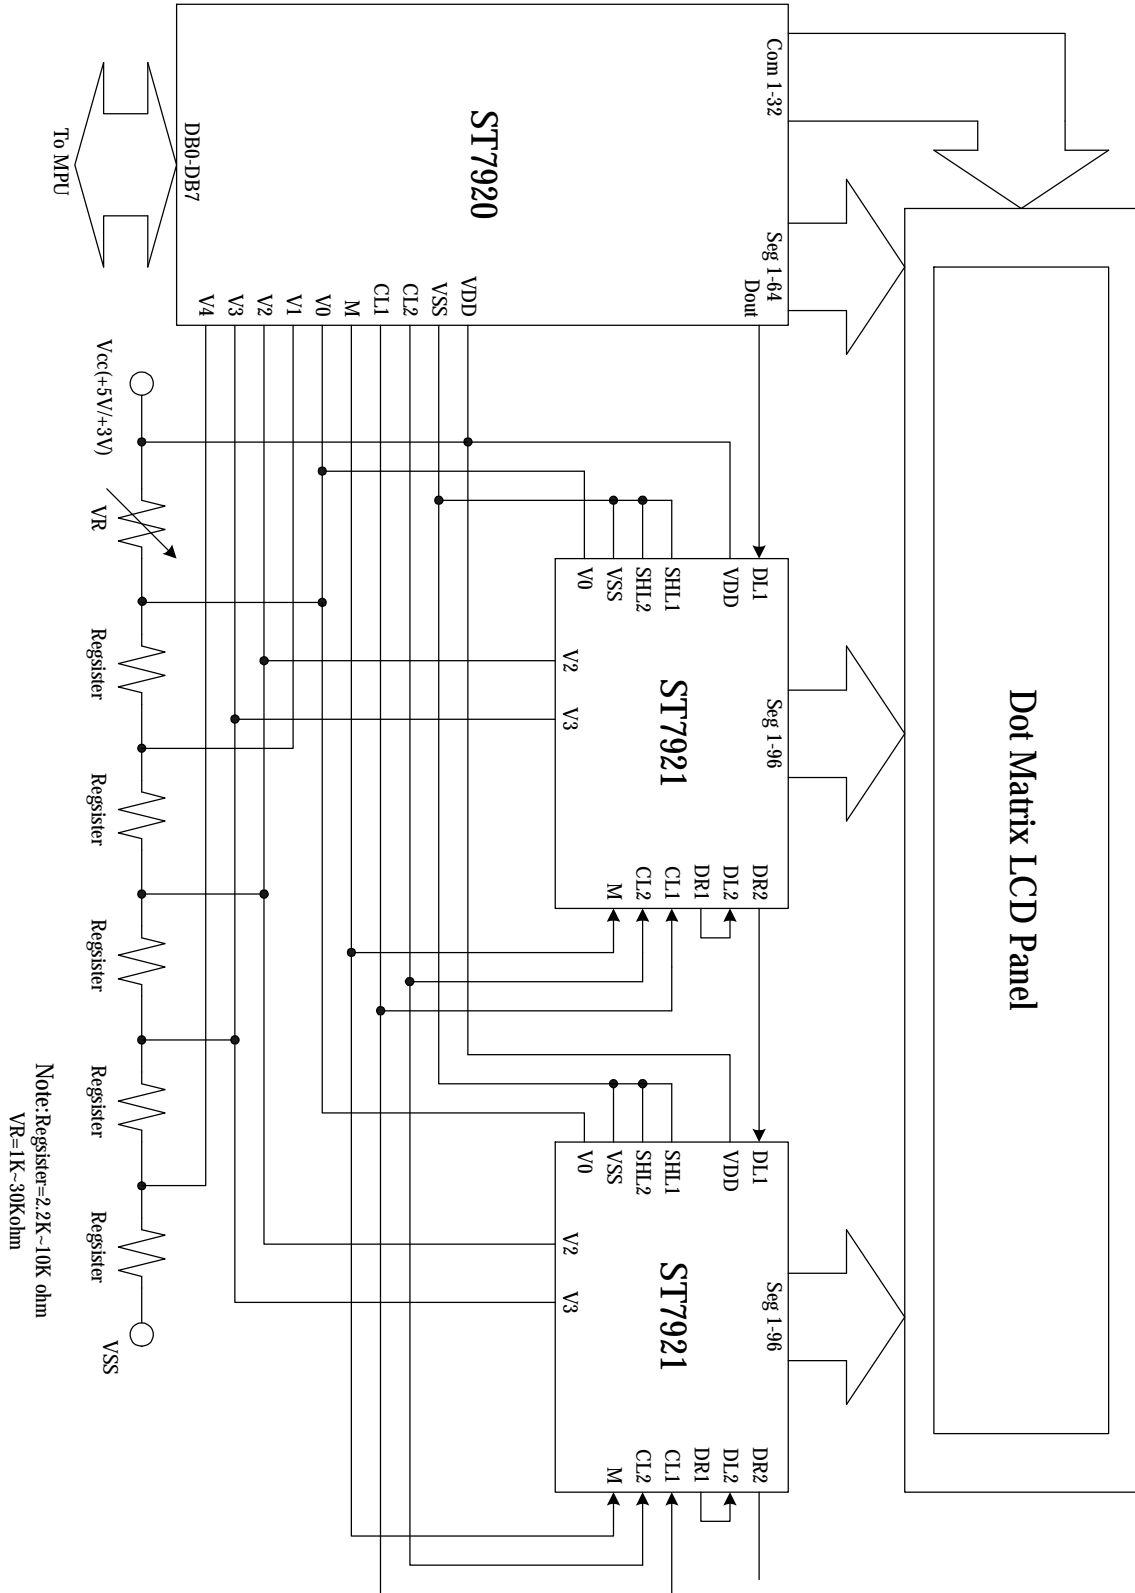 Dot Matrix LCD Panel
ST7920
Com 1-32
Seg 1-64
Dout
DB0-DB7
To MPU
V4
V3
V2
V1
V0
M
CL1
CL2
VSS
VDD
ST7921
Seg 1-96
DL1
VDD
SHL1
SHL2
VSS
V0
V2
V3
DR2
DL2
DR1
CL1
CL2
M
ST7921
Seg 1-96
DL1
VDD
SHL1
SHL2
VSS
V0
V2
V3
DR2
DL2
DR1
CL1
CL2
M
Vcc(+5V/+3V)
VR
Regsister
Regsister
Regsister
Regsister
Regsister
VSS
Note:Regsister=2.2K~10K ohm
VR=1K~30Kohm